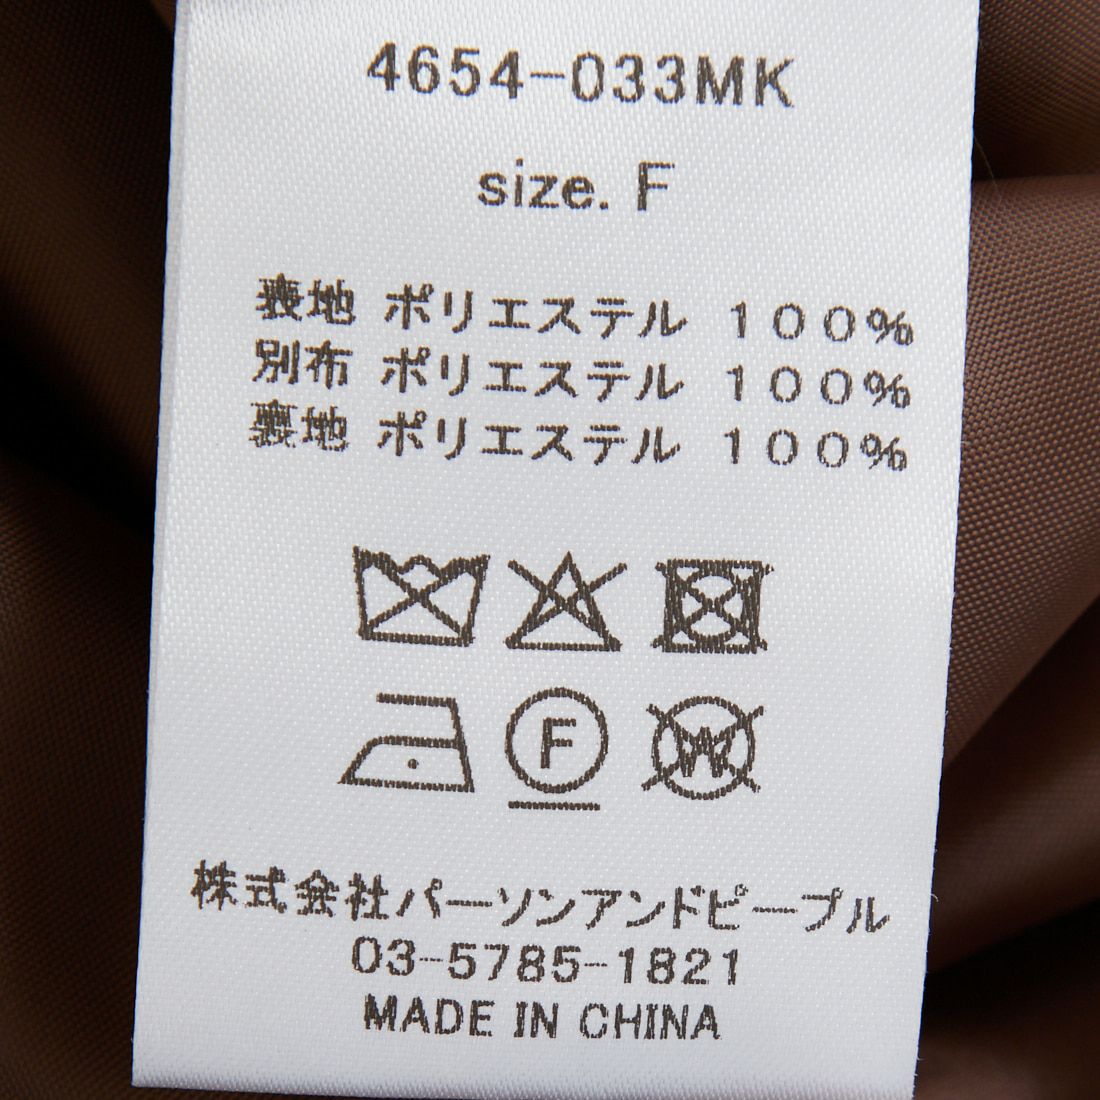 4654-033MK
size. F
表地 ポリエステル 100%
別布 ポリエステル 100%
裏地 ポリエステル 100%
F
W
株式会社パーソンアンドピープル
03-5785-1821
MADE IN CHINA